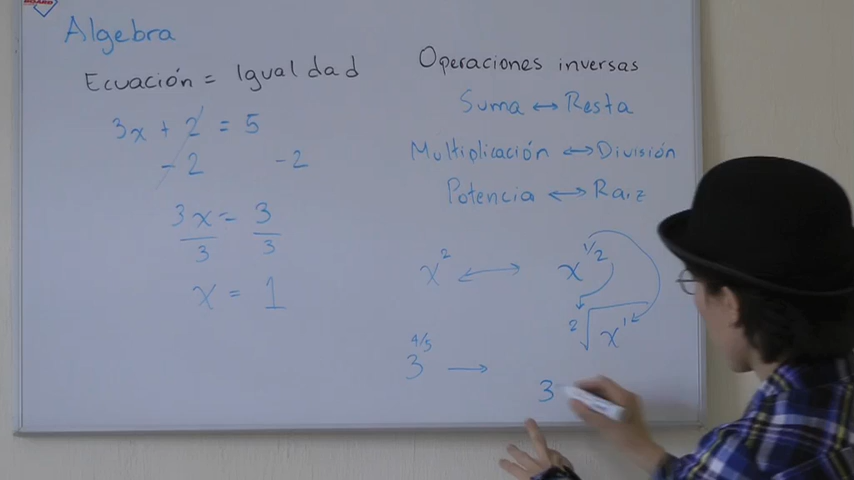 Algebra
Ecuación = Igualdad
3x + 2 = 5
- 2 - 2
3x = 3
3 3
x = 1
Operaciones inversas
Suma ↔ Resta
Multiplicación ↔ División
Potencia ↔ Raiz
x² ↔ x^1/2
²√x¹
3^4/5 →
3